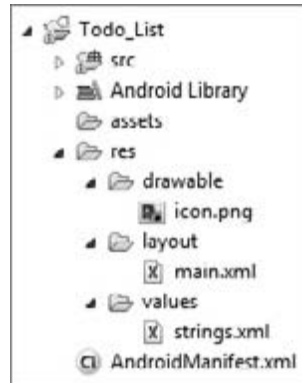 Todo_List
src
Android Library
assets
res
drawable
icon.png
layout
main.xml
values
strings.xml
AndroidManifest.xml